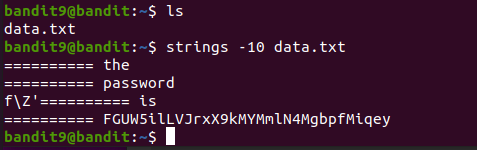 bandit9@bandit:~$ ls
data.txt
bandit9@bandit:~$ strings -10 data.txt
========== the
========== password
f\Z'========== is
========== FGUW5ilLVJrxX9kMYMmlN4MgbpfMiqey
bandit9@bandit:~$